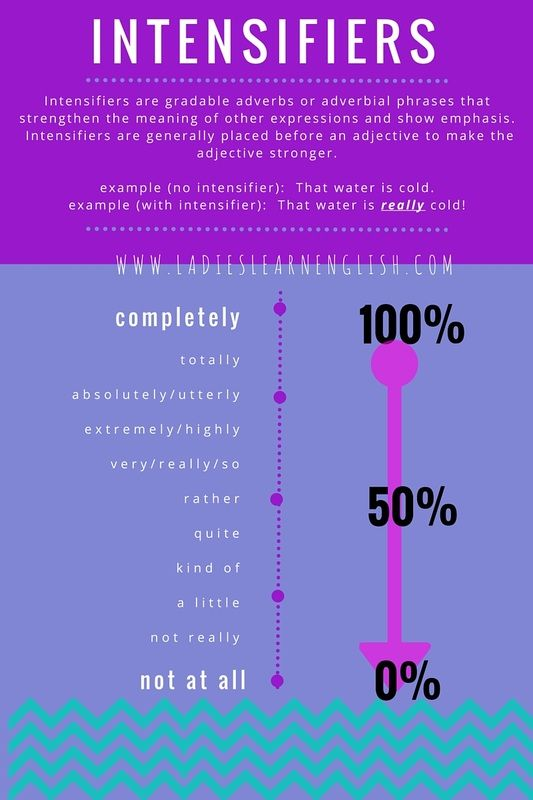 INTENSIFIERS
Intensifiers are gradable adverbs or adverbial phrases that
strengthen the meaning of other expressions and show emphasis.
Intensifiers are generally placed before an adjective to make the
adjective stronger.
example (no intensifier): That water is cold.
example (with intensifier): That water is really cold!
WWW.LADIESLEARNENGLISH.COM
completely
100%
totally
absolutely/utterly
extremely/highly
very/really/so
rather
50%
quite
kind of
a little
not really
not at all
0%